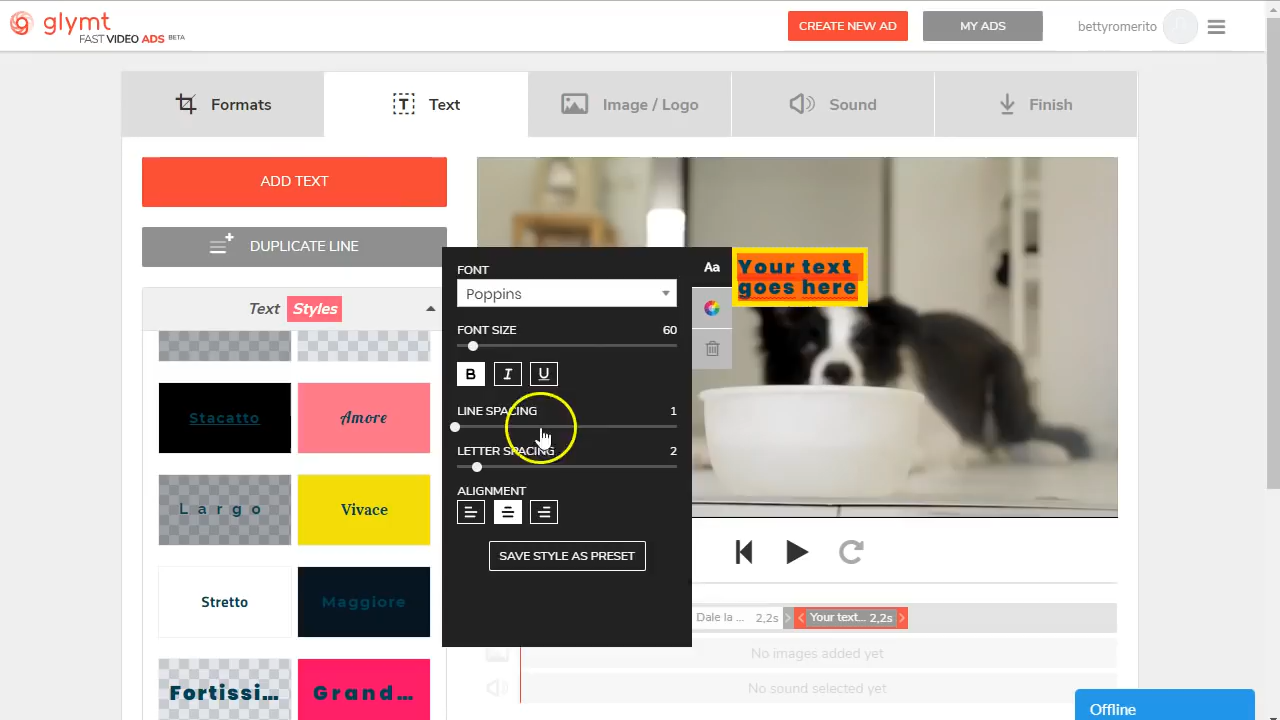 glymt
FAST VIDEO ADS BETA
CREATE NEW AD
MY ADS
bettyromerito
Formats
Text
Image / Logo
Sound
Finish
ADD TEXT
DUPLICATE LINE
Text Styles
Stacatto
Amore
Largo
Vivace
Stretto
Maggiore
Fortissi...
Grand...
FONT
Poppins
FONT SIZE 60
B I U
LINE SPACING 1
LETTER SPACING 2
ALIGNMENT
SAVE STYLE AS PRESET
Aa
Your text
goes here
Dale la ... 2,2s
Your text... 2,2s
No images added yet
No sound selected yet
Offline